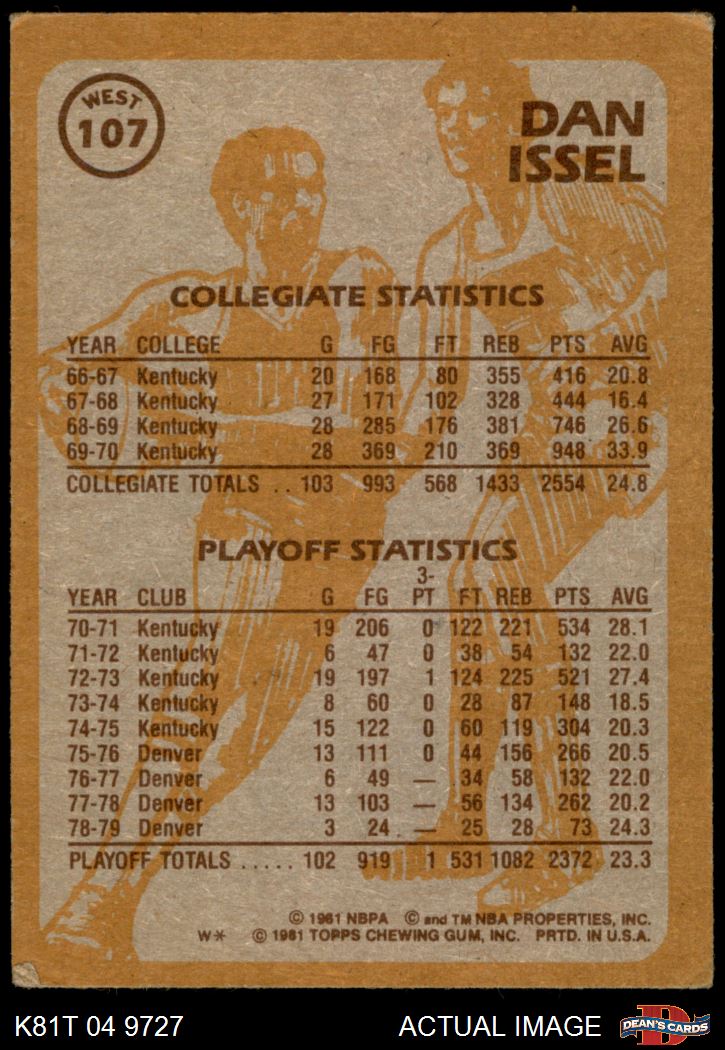 WEST
107
DAN
ISSEL
COLLEGIATE STATISTICS
YEAR COLLEGE G FG FT REB PTS AVG
66-67 Kentucky 20 168 80 355 416 20.8
67-68 Kentucky 27 171 102 328 444 16.4
68-69 Kentucky 28 285 176 381 746 26.6
69-70 Kentucky 28 369 210 369 948 33.9
COLLEGIATE TOTALS .. 103 993 568 1433 2554 24.8
PLAYOFF STATISTICS
YEAR CLUB G FG 3-PT FT REB PTS AVG
70-71 Kentucky 19 206 0 122 221 534 28.1
71-72 Kentucky 6 47 0 38 54 132 22.0
72-73 Kentucky 19 197 1 124 225 521 27.4
73-74 Kentucky 8 60 0 28 87 148 18.5
74-75 Kentucky 15 122 0 60 119 304 20.3
75-76 Denver 13 111 0 44 156 266 20.5
76-77 Denver 6 49 — 34 58 132 22.0
77-78 Denver 13 103 — 56 134 262 20.2
78-79 Denver 3 24 — 25 28 73 24.3
PLAYOFF TOTALS ..... 102 919 1 531 1082 2372 23.3
© 1981 NBPA © and TM NBA PROPERTIES, INC.
W* © 1981 TOPPS CHEWING GUM, INC. PRTD. IN U.S.A.
K81T 04 9727 ACTUAL IMAGE D DEAN'S CARDS